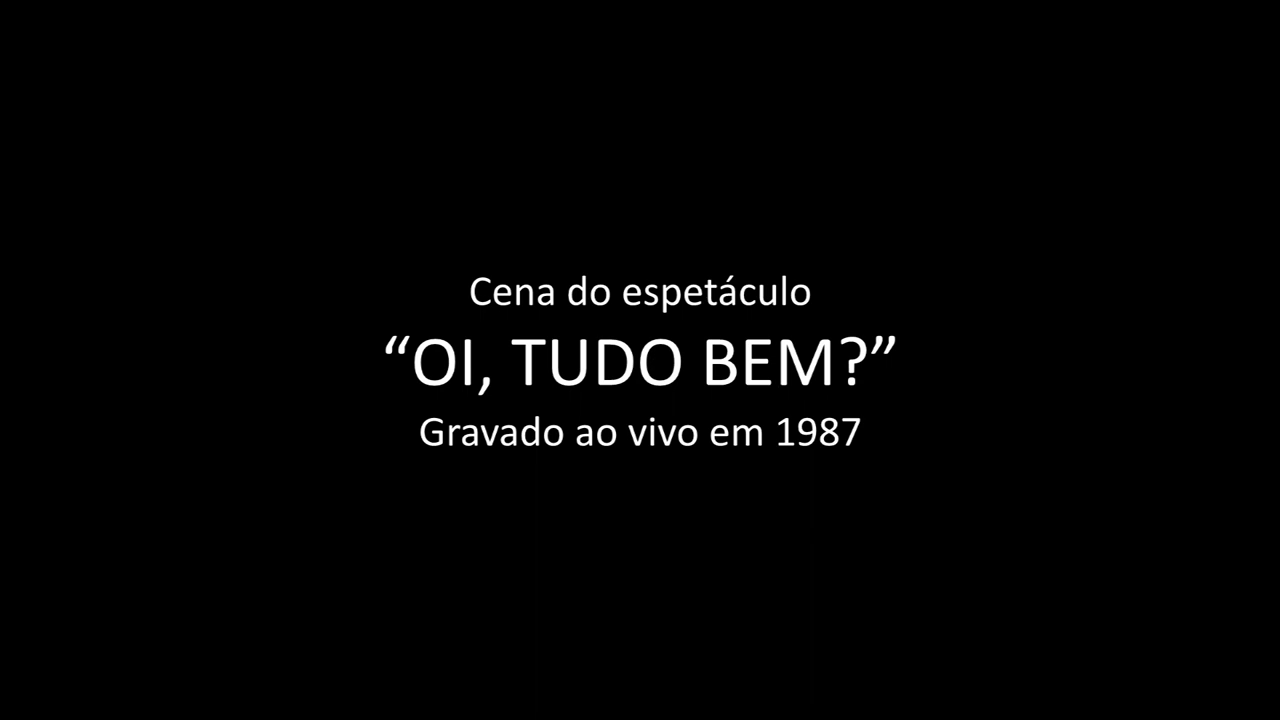 Cena do espetáculo
“OI, TUDO BEM?”
Gravado ao vivo em 1987